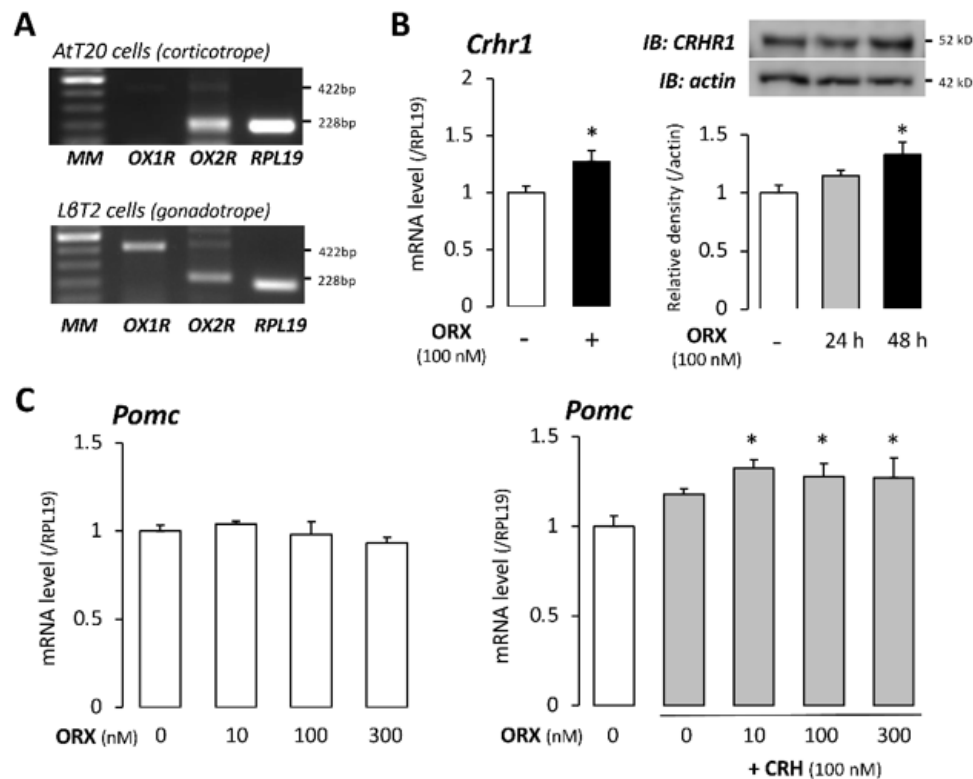 A
AtT20 cells (corticotrope)
422bp
228bp
MM OX1R OX2R RPL19
LβT2 cells (gonadotrope)
422bp
228bp
MM OX1R OX2R RPL19
B
Crhr1
mRNA level (/RPL19)
2
1.5
1
0.5
0
*
ORX - +
(100 nM)
IB: CRHR1 52 kD
IB: actin 42 kD
Relative density (/actin)
1.5
1
0.5
0
*
ORX - 24 h 48 h
(100 nM)
C
Pomc
mRNA level (/RPL19)
1.5
1
0.5
0
ORX (nM) 0 10 100 300
Pomc
mRNA level (/RPL19)
1.5
1
0.5
0
* * *
ORX (nM) 0 0 10 100 300
+ CRH (100 nM)